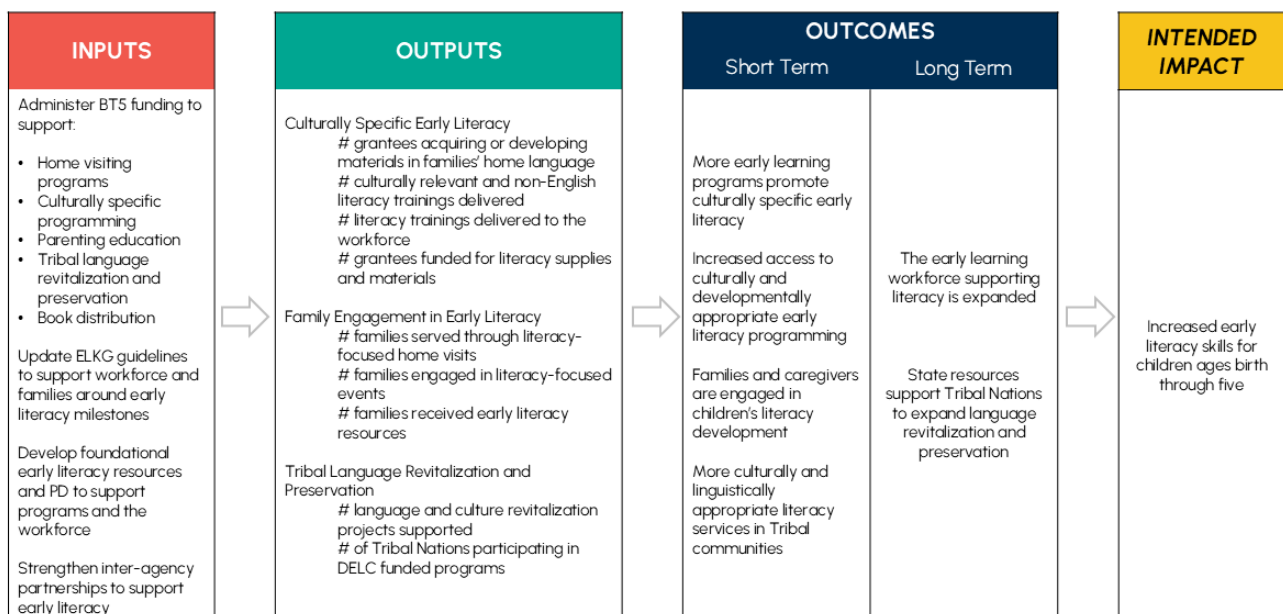 INPUTS
Administer BT5 funding to
support:
• Home visiting
programs
• Culturally specific
programming
• Parenting education
• Tribal language
revitalization and
preservation
• Book distribution
Update ELKG guidelines
to support workforce and
families around early
literacy milestones
Develop foundational
early literacy resources
and PD to support
programs and the
workforce
Strengthen inter-agency
partnerships to support
early literacy
OUTPUTS
Culturally Specific Early Literacy
# grantees acquiring or developing
materials in families' home language
# culturally relevant and non-English
literacy trainings delivered
# literacy trainings delivered to the
workforce
# grantees funded for literacy supplies
and materials
Family Engagement in Early Literacy
# families served through literacy-
focused home visits
# families engaged in literacy-focused
events
# families received early literacy
resources
Tribal Language Revitalization and
Preservation
# language and culture revitalization
projects supported
# of Tribal Nations participating in
DELC funded programs
OUTCOMES
Short Term
More early learning
programs promote
culturally specific early
literacy
Increased access to
culturally and
developmentally
appropriate early
literacy programming
Families and caregivers
are engaged in
children's literacy
development
More culturally and
linguistically
appropriate literacy
services in Tribal
communities
Long Term
The early learning
workforce supporting
literacy is expanded
State resources
support Tribal Nations
to expand language
revitalization and
preservation
INTENDED
IMPACT
Increased early
literacy skills for
children ages birth
through five